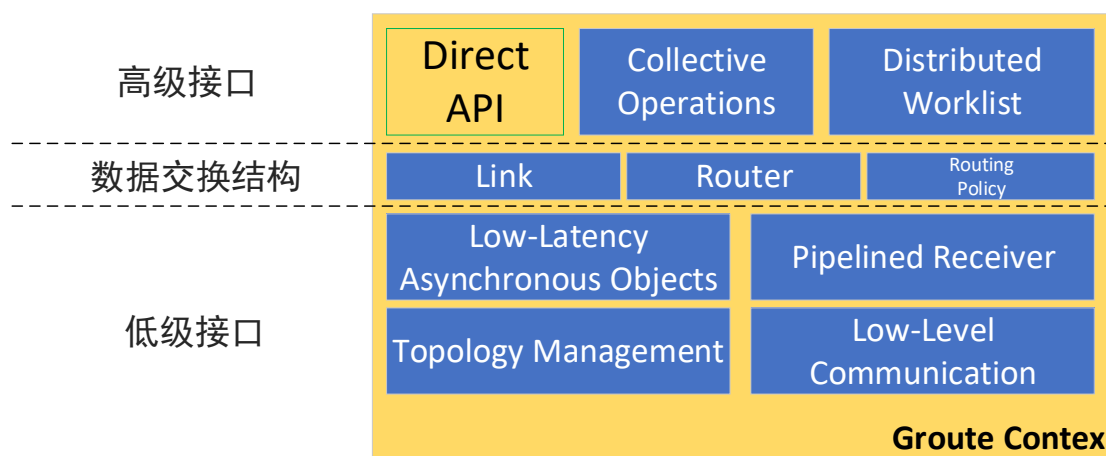 高级接口
Direct
API
Collective
Operations
Distributed
Worklist
数据交换结构
Link
Router
Routing
Policy
低级接口
Low-Latency
Asynchronous Objects
Pipelined Receiver
Topology Management
Low-Level
Communication
Groute Contex